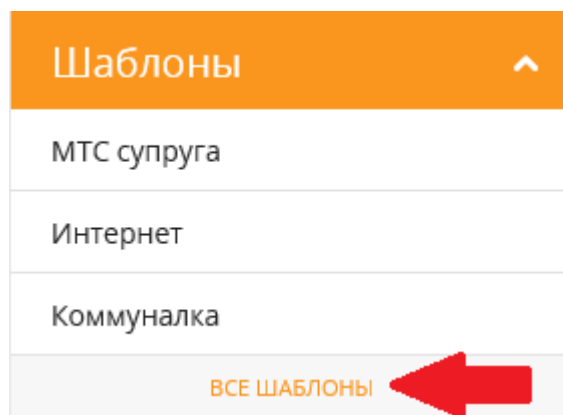 Шаблоны
МТС супруга
Интернет
Коммуналка
ВСЕ ШАБЛОНЫ